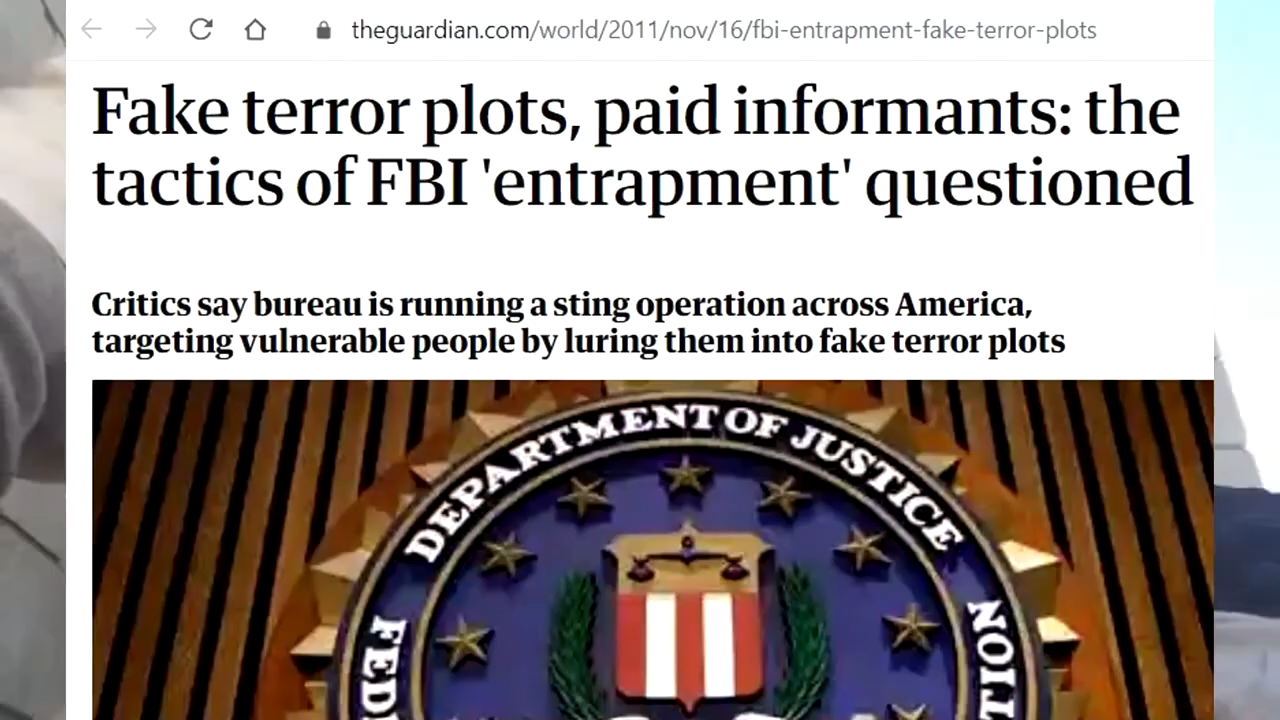 theguardian.com/world/2011/nov/16/fbi-entrapment-fake-terror-plots
Fake terror plots, paid informants: the
tactics of FBI 'entrapment' questioned
Critics say bureau is running a sting operation across America,
targeting vulnerable people by luring them into fake terror plots
DEPARTMENT OF JUSTICE